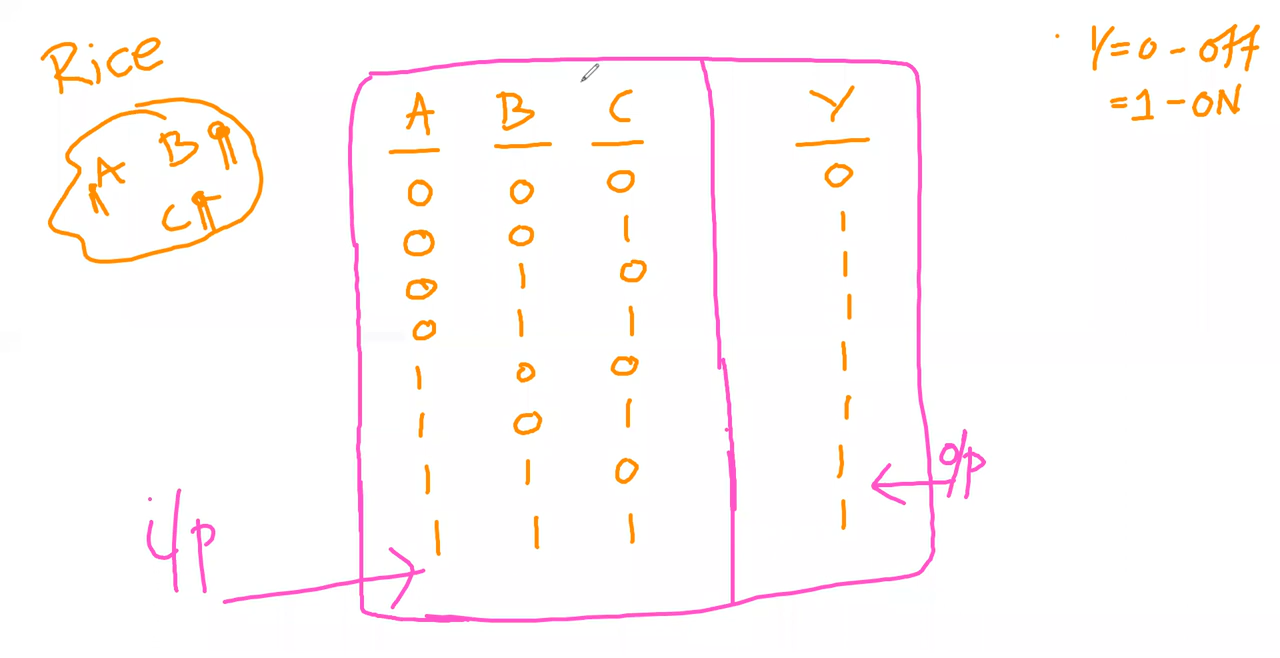 Rice
Y=0-OFF
=1-ON
A
B
C
A B C Y
0 0 0 0
0 0 1 1
0 1 0 1
0 1 1 1
1 0 0 1
1 0 1 1
1 1 0 1
1 1 1 1
o/p
i/p